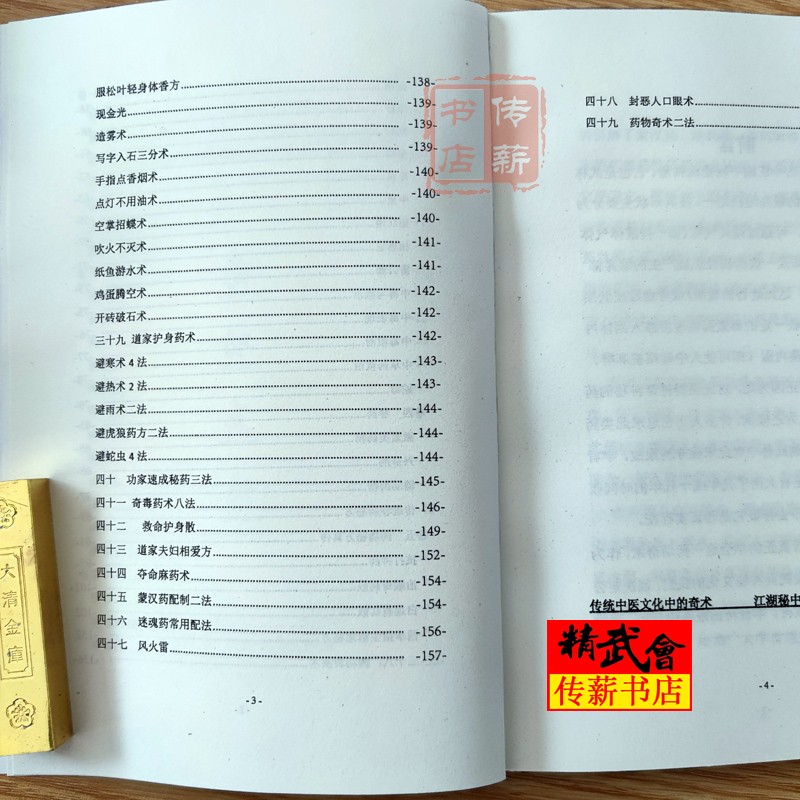 服松叶轻身体香方 -138-
现金光 -139-
造雾术 -139-
写字入石三分术 -139-
手指点香烟术 -140-
点灯不用油术 -140-
空掌招蝶术 -140-
吹火不灭术 -141-
纸鱼游水术 -141-
鸡蛋腾空术 -142-
开砖破石术 -142-
三十九 道家护身药术 -142-
避寒术 4 法 -143-
避热术 2 法 -143-
避雨术二法 -144-
避虎狼药方二法 -144-
避蛇虫 4 法 -144-
四十 功家速成秘药三法 -145-
四十一 奇毒药术八法 -146-
四十二 救命护身散 -149-
四十三 道家夫妇相爱方 -152-
四十四 夺命麻药术 -154-
四十五 蒙汉药配制二法 -154-
四十六 迷魂药常用配法 -156-
四十七 风火雷 -157-
-3-
四十八 封恶人口眼术
四十九 药物奇术二法
传统中医文化中的奇术 江湖秘中
-4-
传薪书店
精武會
传薪书店
大清金值